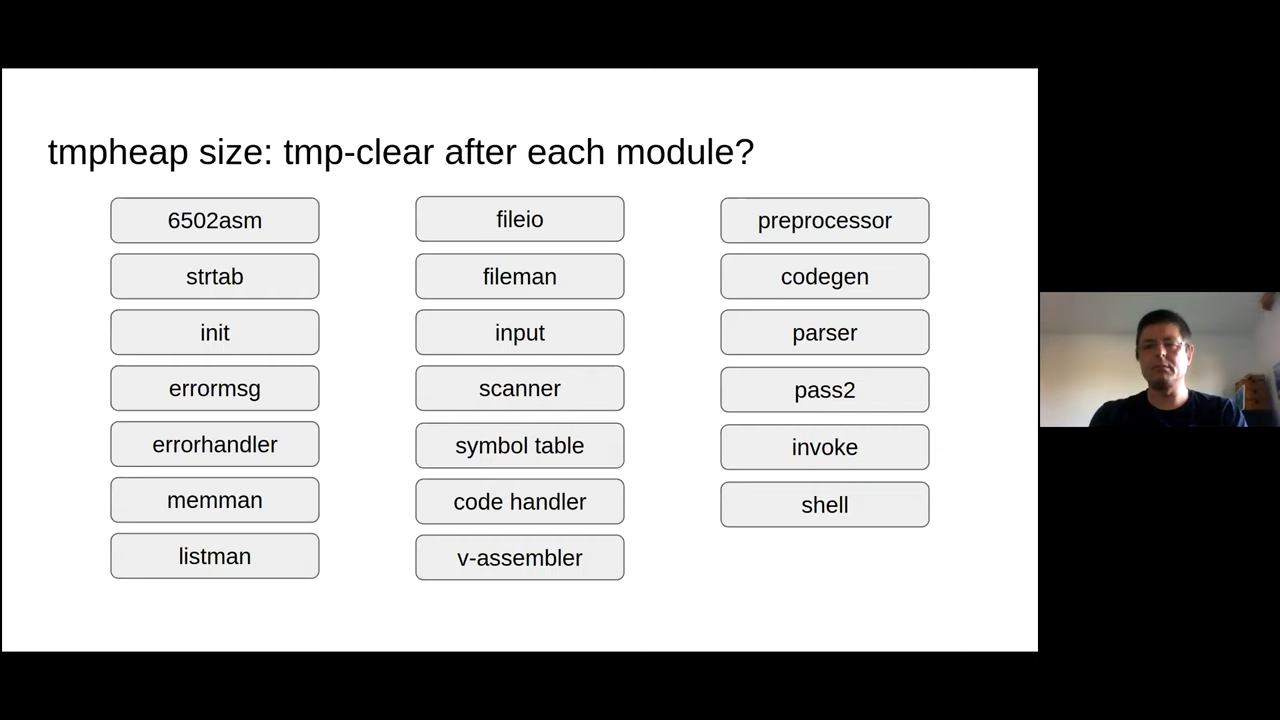 tmpheap size: tmp-clear after each module?
6502asm
strtab
init
errormsg
errorhandler
memman
listman
fileio
fileman
input
scanner
symbol table
code handler
v-assembler
preprocessor
codegen
parser
pass2
invoke
shell